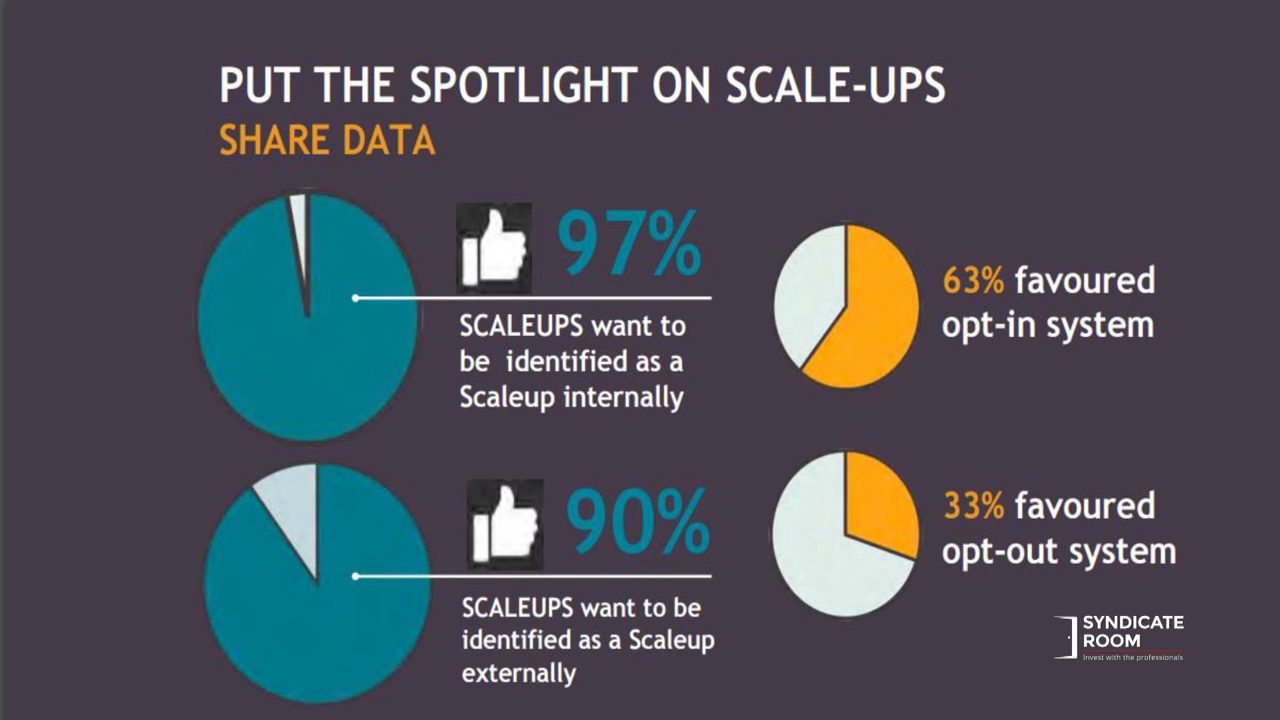 PUT THE SPOTLIGHT ON SCALE-UPS
SHARE DATA
97%
SCALEUPS want to
be identified as a
Scaleup internally
63% favoured
opt-in system
90%
SCALEUPS want to be
identified as a Scaleup
externally
33% favoured
opt-out system
SYNDICATE
ROOM
Invest with the professionals